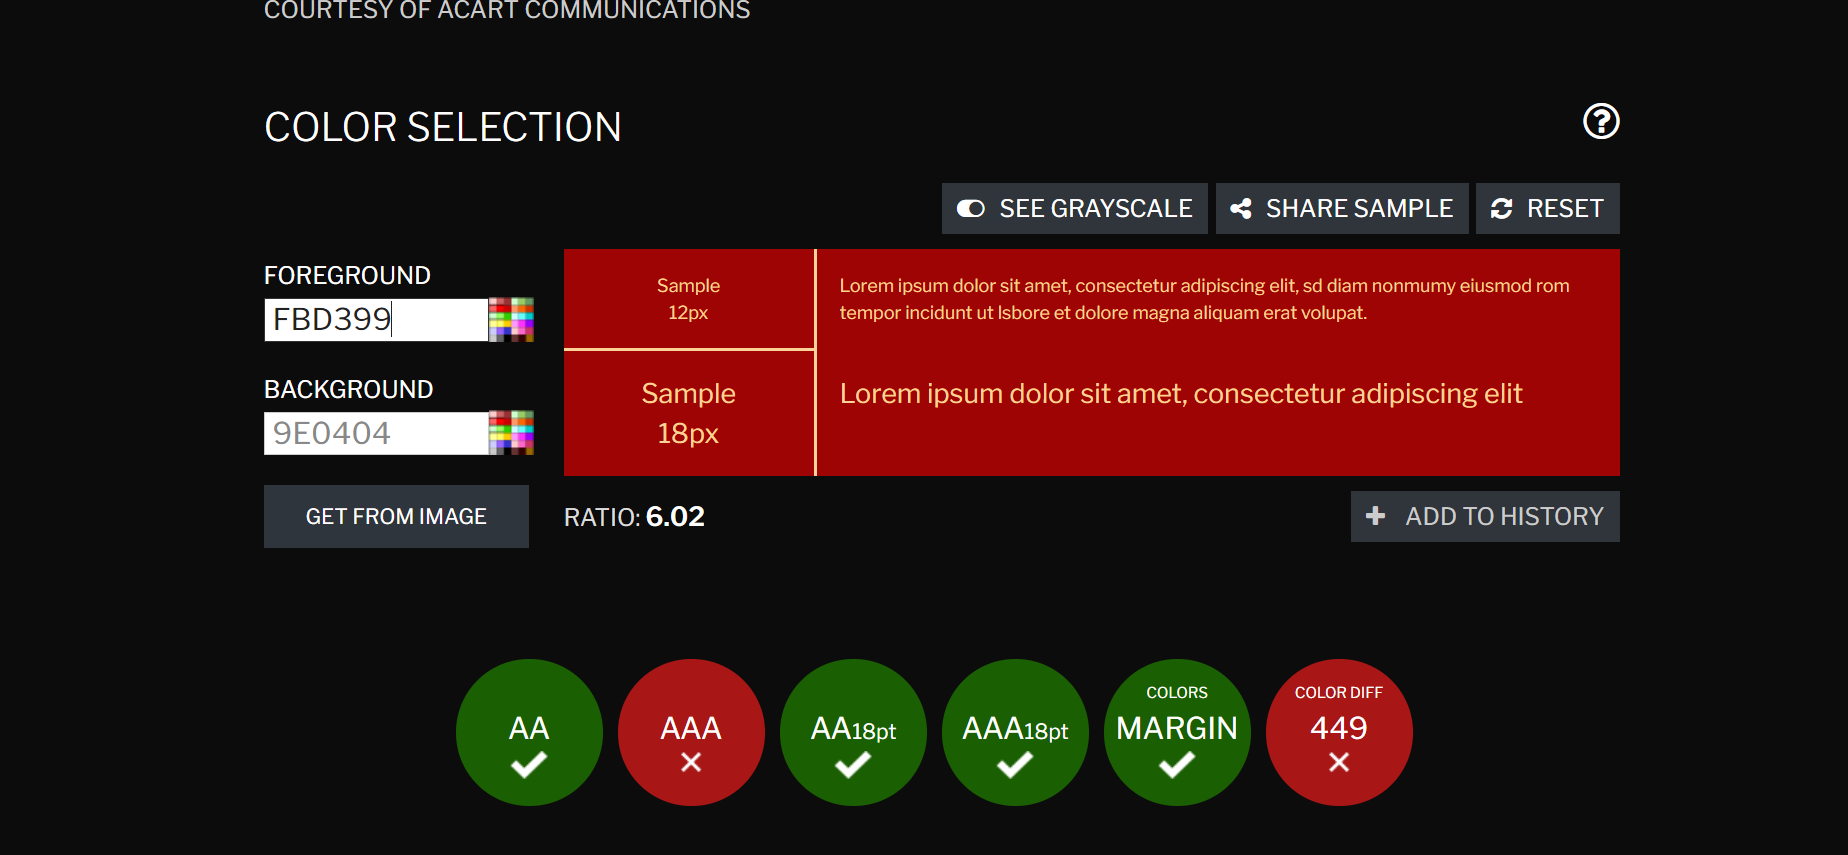 COURTESY OF ACART COMMUNICATIONS
COLOR SELECTION
SEE GRAYSCALE
SHARE SAMPLE
RESET
FOREGROUND
FBD399
BACKGROUND
9E0404
GET FROM IMAGE
Sample
12px
Lorem ipsum dolor sit amet, consectetur adipiscing elit, sd diam nonmumy eiusmod rom
tempor incidunt ut lsbore et dolore magna aliquam erat volupat.
Sample
18px
Lorem ipsum dolor sit amet, consectetur adipiscing elit
RATIO: 6.02
ADD TO HISTORY
AA
AAA
AA18pt
AAA18pt
COLORS
MARGIN
COLOR DIFF
449